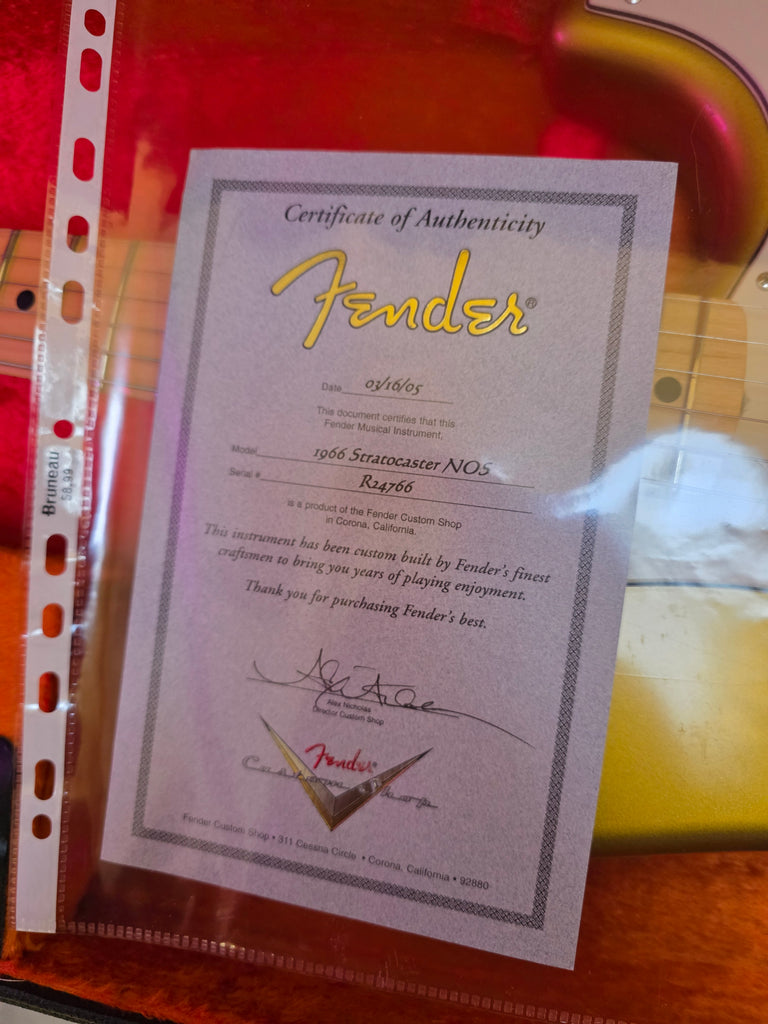 Certificate of Authenticity
Fender®
Date 03/16/05
This document certifies that this
Fender Musical Instrument,
Model 1966 Stratocaster NOS
Serial # R24766
is a product of the Fender Custom Shop
in Corona, California.
This instrument has been custom built by Fender's finest
craftsmen to bring you years of playing enjoyment.
Thank you for purchasing Fender's best.
Alex Nicholas
Director Custom Shop
Fender®
Custom Shop
Fender Custom Shop • 311 Cessna Circle • Corona, California • 92880
Bruneau